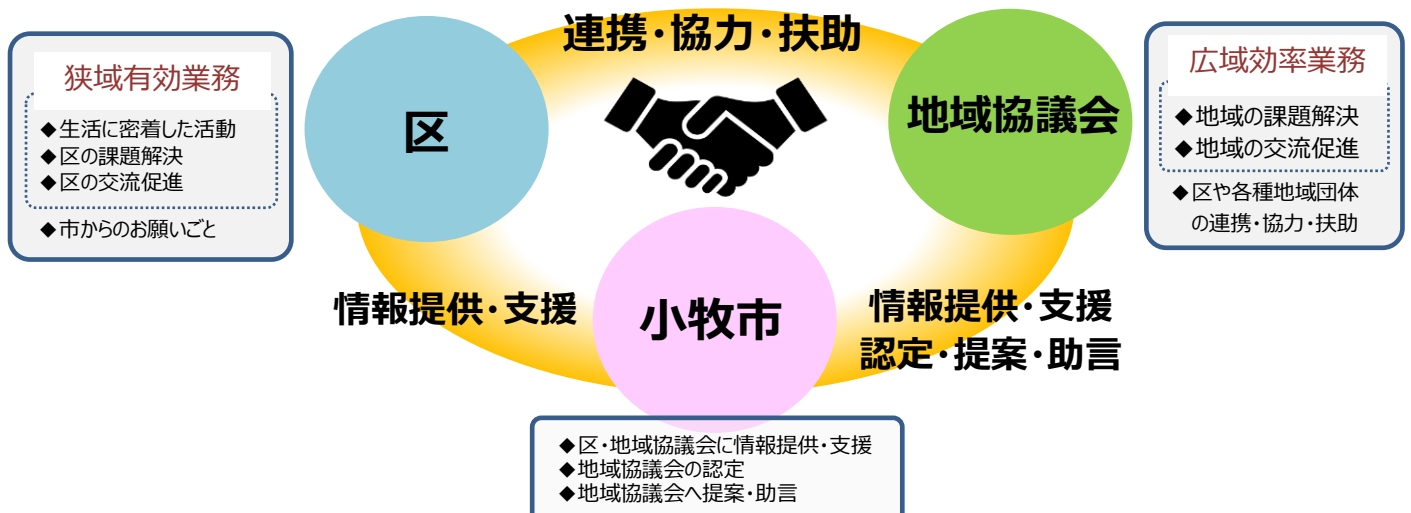 連携・協力・扶助
狭域有効業務
◆生活に密着した活動
◆区の課題解決
◆区の交流促進
◆市からのお願いごと
区
地域協議会
広域効率業務
◆地域の課題解決
◆地域の交流促進
◆区や各種地域団体
の連携・協力・扶助
情報提供・支援
小牧市
情報提供・支援
認定・提案・助言
◆区・地域協議会に情報提供・支援
◆地域協議会の認定
◆地域協議会へ提案・助言